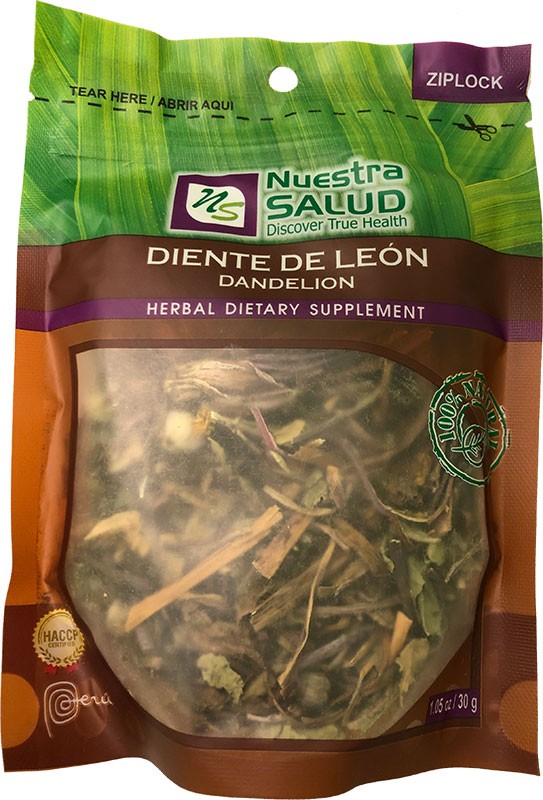 ZIPLOCK
TEAR HERE / ABRIR AQUI
NS
Nuestra
SALUD
Discover True Health
DIENTE DE LEÓN
DANDELION
HERBAL DIETARY SUPPLEMENT
100% NATURAL
HACCP
CERTIFIED
Perú
1.05 oz / 30 g